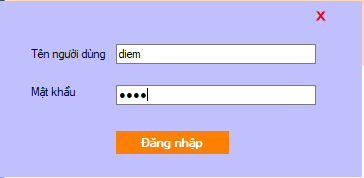 X
Tên người dùng diem
Mật khẩu ●●●●
Đăng nhập